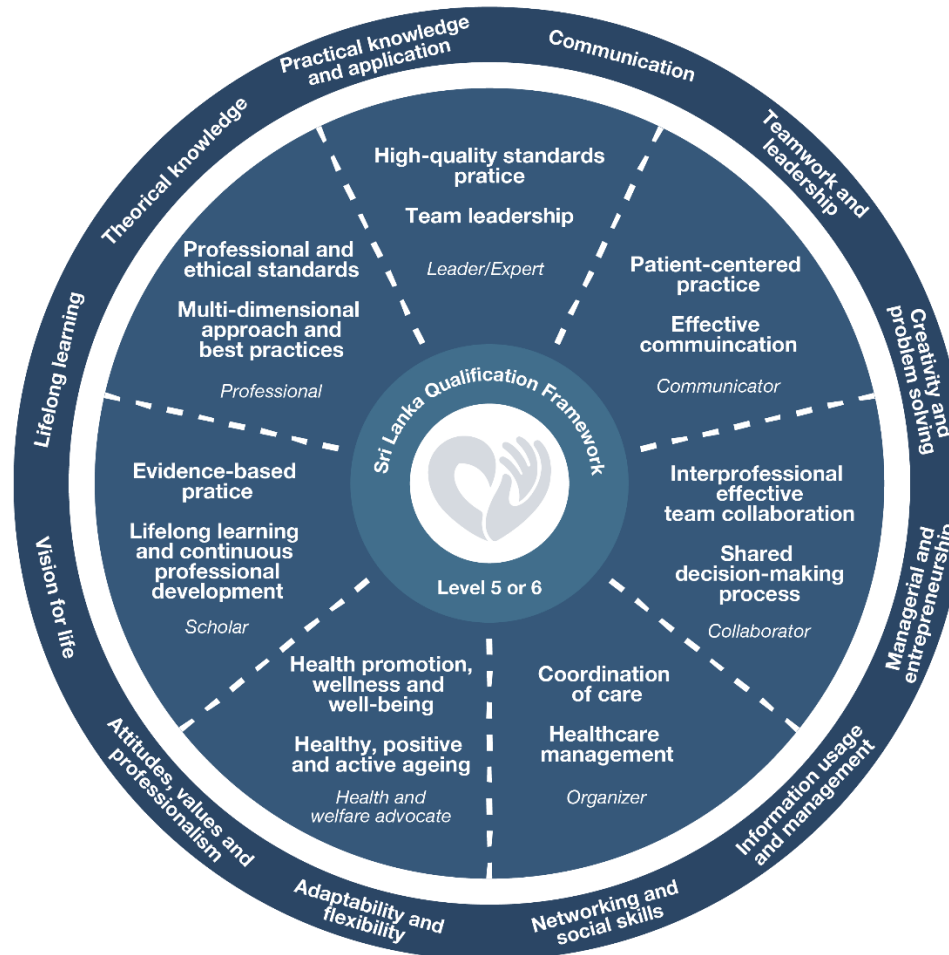 Practical knowledge
and application
Communication
Teamwork and
leadership
Creativity and
problem solving
Managerial and
entrepreneurship
Information usage
and management
Networking and
social skills
Adaptability and
flexibility
Attitudes, values and
professionalism
Vision for life
Lifelong learning
Theorical knowledge
High-quality standards
pratice
Team leadership
Leader/Expert
Patient-centered
practice
Effective
commuincation
Communicator
Interprofessional
effective
team collaboration
Shared
decision-making
process
Collaborator
Coordination
of care
Healthcare
management
Organizer
Health promotion,
wellness and
well-being
Healthy, positive
and active ageing
Health and
welfare advocate
Evidence-based
pratice
Lifelong learning
and continuous
professional
development
Scholar
Professional and
ethical standards
Multi-dimensional
approach and
best practices
Professional
Sri Lanka Qualification Framework
Level 5 or 6